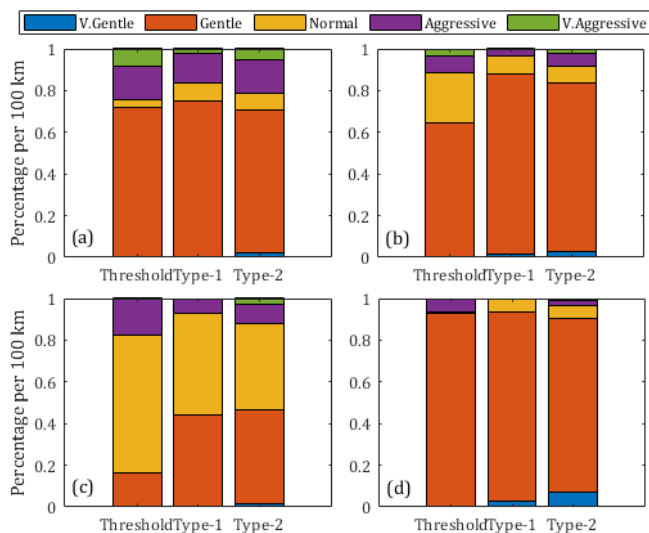 V.Gentle Gentle Normal Aggressive V.Aggressive
Percentage per 100 km
1
0.8
0.6
0.4
0.2
0
(a)
Threshold Type-1 Type-2
1
0.8
0.6
0.4
0.2
0
(b)
Threshold Type-1 Type-2
Percentage per 100 km
1
0.8
0.6
0.4
0.2
0
(c)
Threshold Type-1 Type-2
1
0.8
0.6
0.4
0.2
0
(d)
Threshold Type-1 Type-2